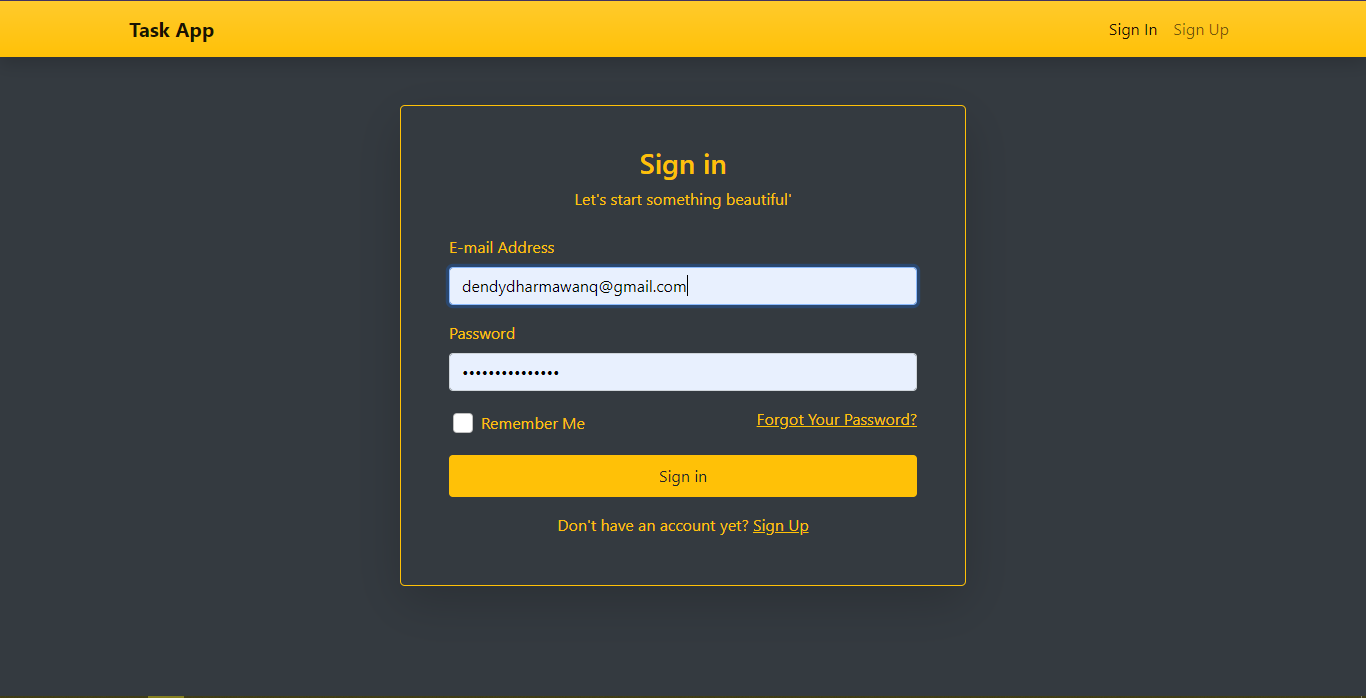 Task App Sign In Sign Up
Sign in
Let's start something beautiful'
E-mail Address
dendydharmawanq@gmail.com
Password
•••••••••••••••
Remember Me Forgot Your Password?
Sign in
Don't have an account yet? Sign Up